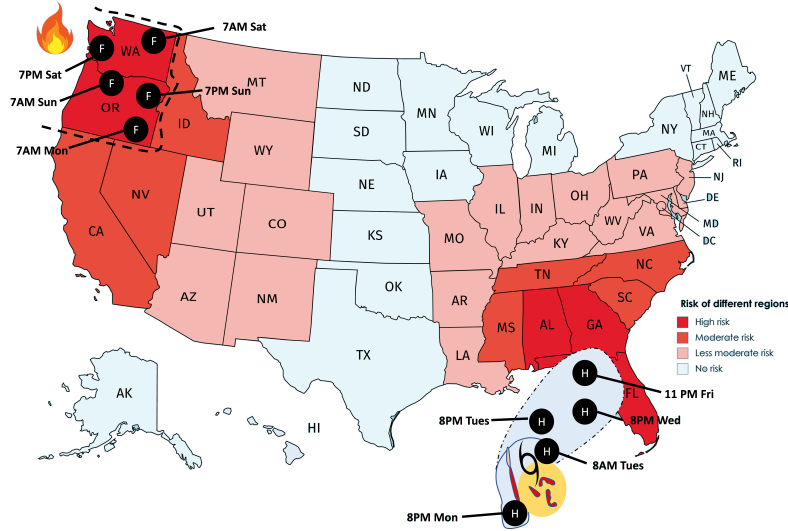 7AM Sat
F
F
WA
7PM Sat
7AM Sun
F
F
7PM Sun
OR
ID
F
7AM Mon
MT
ND
MN
SD
WI
MI
WY
NE
IA
VT
ME
NH
NY
MA
CT
RI
NV
UT
CO
KS
CA
IL
IN
OH
PA
NJ
DE
MD
DC
WV
VA
MO
KY
AZ
NM
OK
AR
TN
NC
SC
MS
AL
GA
LA
TX
AK
HI
Risk of different regions
High risk
Moderate risk
Less moderate risk
No risk
H
FL
11 PM Fri
H
8PM Wed
8PM Tues
H
H
8AM Tues
8PM Mon
H